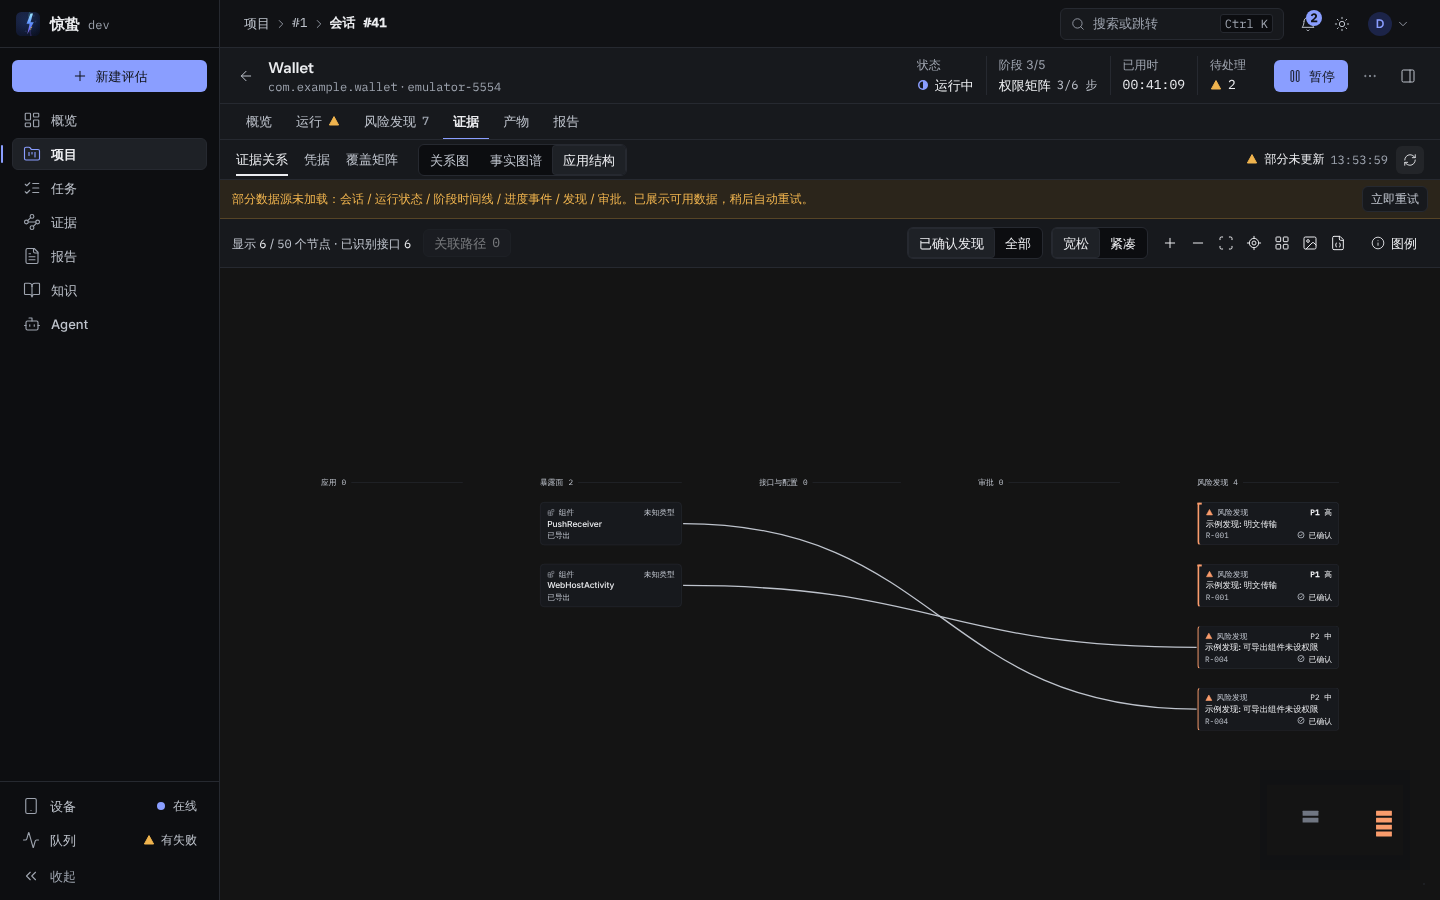 惊蛰 dev
项目 > #1 > 会话 #41
搜索或跳转 Ctrl K
2
D
新建评估
概览
项目
任务
证据
报告
知识
Agent
设备 在线
队列 有失败
收起
Wallet
com.example.wallet · emulator-5554
状态
运行中
阶段 3/5
权限矩阵 3/6 步
已用时
00:41:09
待处理
2
暂停
概览 运行 风险发现 7 证据 产物 报告
证据关系 凭据 覆盖矩阵 关系图 事实图谱 应用结构
部分未更新 13:53:59
部分数据源未加载：会话 / 运行状态 / 阶段时间线 / 进度事件 / 发现 / 审批。已展示可用数据，稍后自动重试。
立即重试
显示 6 / 50 个节点 · 已识别接口 6
关联路径 0
已确认发现 全部
宽松 紧凑
图例
应用 0
暴露面 2
接口与配置 0
审批 0
风险发现 4
组件 未知类型
PushReceiver
已导出
组件 未知类型
WebHostActivity
已导出
风险发现 P1 高
示例发现: 明文传输
R-001 已确认
风险发现 P1 高
示例发现: 明文传输
R-001 已确认
风险发现 P2 中
示例发现: 可导出组件未设权限
R-004 已确认
风险发现 P2 中
示例发现: 可导出组件未设权限
R-004 已确认